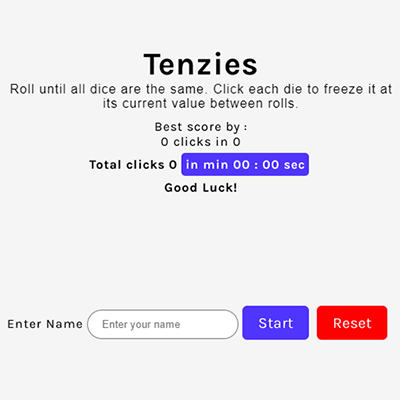 Tenzies
Roll until all dice are the same. Click each die to freeze it at
its current value between rolls.
Best score by :
0 clicks in 0
Total clicks 0 in min 00 : 00 sec
Good Luck!
Enter Name Enter your name Start Reset